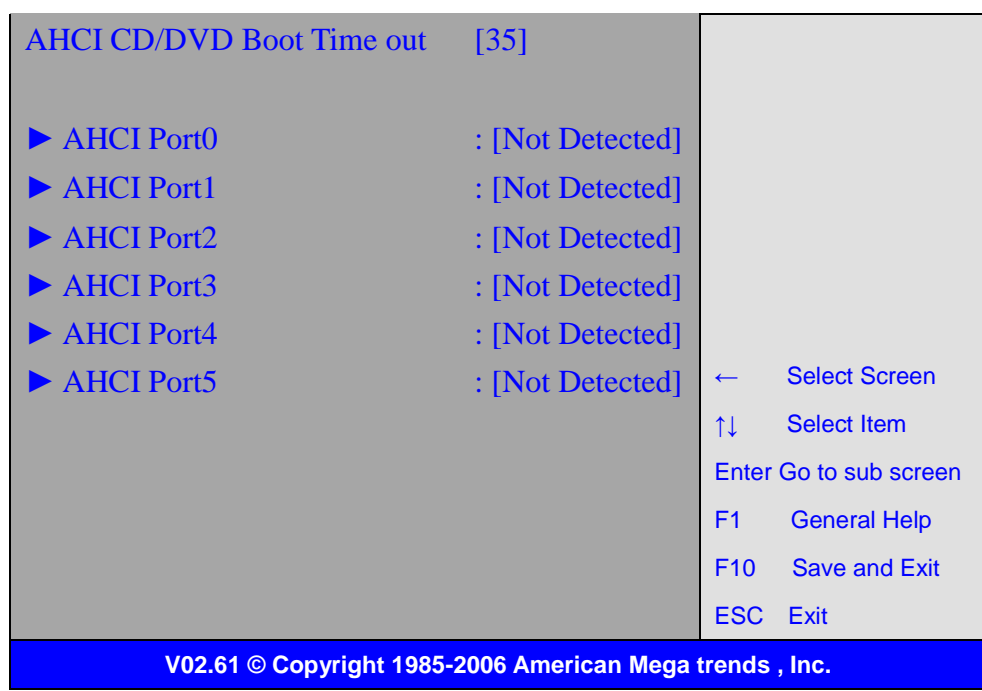 AHCI CD/DVD Boot Time out [35]
► AHCI Port0 : [Not Detected]
► AHCI Port1 : [Not Detected]
► AHCI Port2 : [Not Detected]
► AHCI Port3 : [Not Detected]
► AHCI Port4 : [Not Detected]
► AHCI Port5 : [Not Detected]
← Select Screen
↑↓ Select Item
Enter Go to sub screen
F1 General Help
F10 Save and Exit
ESC Exit
V02.61 © Copyright 1985-2006 American Mega trends , Inc.